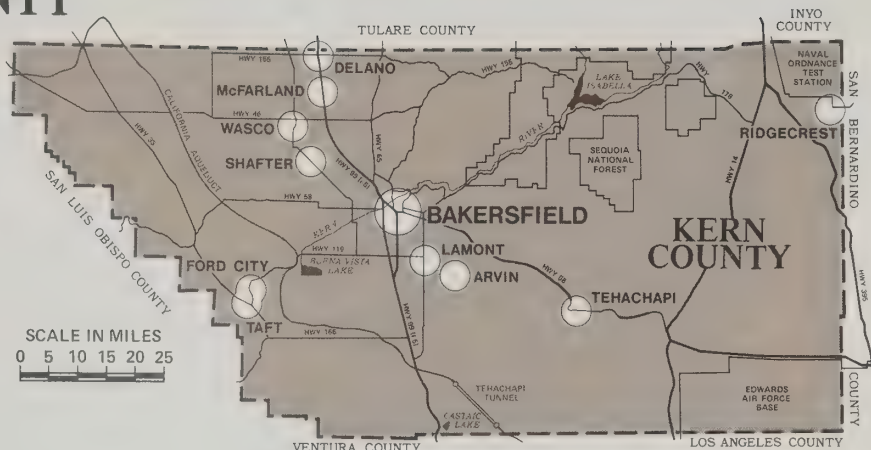 TULARE COUNTY
INYO
COUNTY
HWY 155
DELANO
McFARLAND
HWY 46
WASCO
SHAFTER
HWY 33
CALIFORNIA
AQUEDUCT
HWY 65
LAKE
ISABELLA
RIVER
HWY
178
NAVAL
ORDNANCE
TEST
STATION
SAN BERNARDINO
COUNTY
RIDGECREST
SEQUOIA
NATIONAL
FOREST
HWY 14
HWY 58
BAKERSFIELD
KERN
COUNTY
KERN
SAN LUIS OBISPO COUNTY
HWY 119
BUENA VISTA
LAKE
LAMONT
ARVIN
FORD CITY
TAFT
HWY 58
TEHACHAPI
HWY 395
HWY 166
SCALE IN MILES
0 5 10 15 20 25
TEHACHAPI
TUNNEL
CASTAIC
LAKE
EDWARDS
AIR FORCE
BASE
VENTURA COUNTY
LOS ANGELES COUNTY